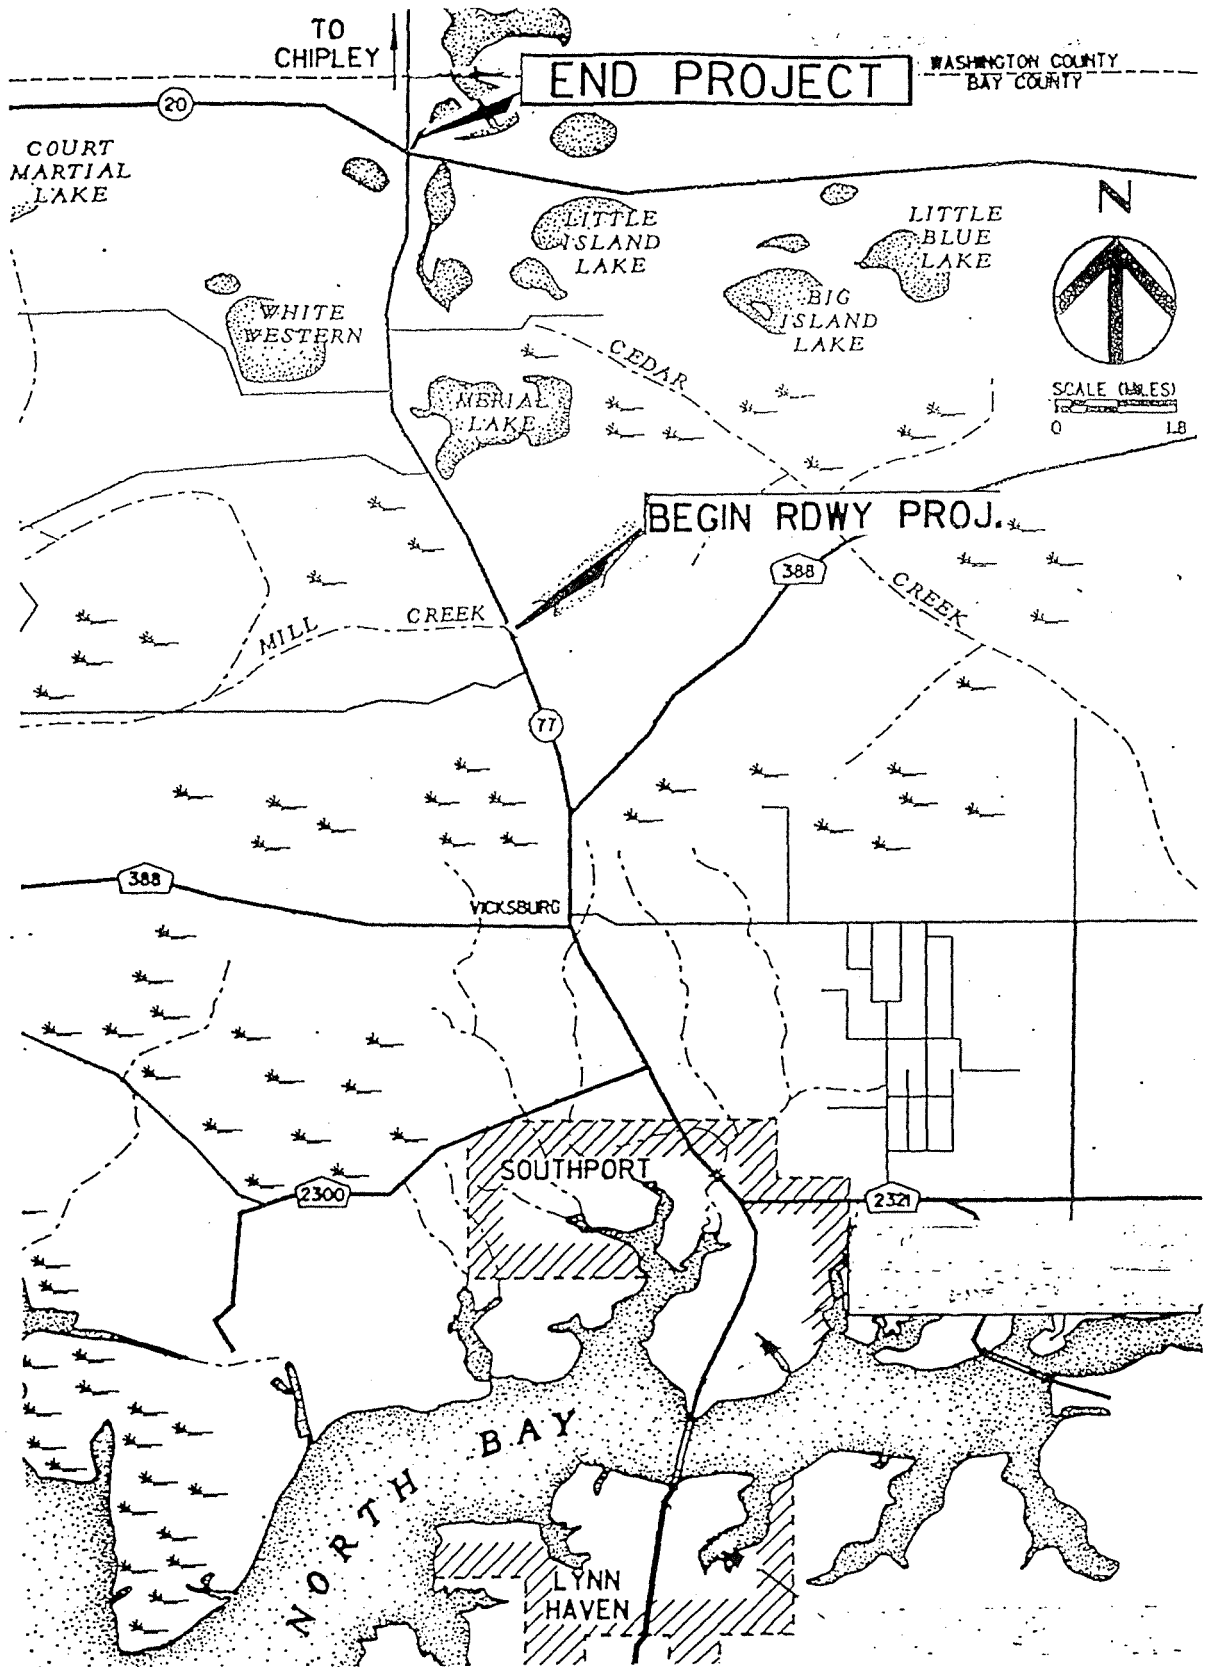 TO
CHIPLEY
END PROJECT
WASHINGTON COUNTY
BAY COUNTY
20
COURT
MARTIAL
LAKE
N
LITTLE
ISLAND
LAKE
LITTLE
BLUE
LAKE
WHITE
WESTERN
BIG
ISLAND
LAKE
CEDAR
MERIAL
LAKE
SCALE (MILES)
0 1.8
BEGIN RDWY PROJ.
388
CREEK
MILL CREEK
77
388
VICKSBURG
SOUTHPORT
2300
2321
NORTH BAY
LYNN
HAVEN